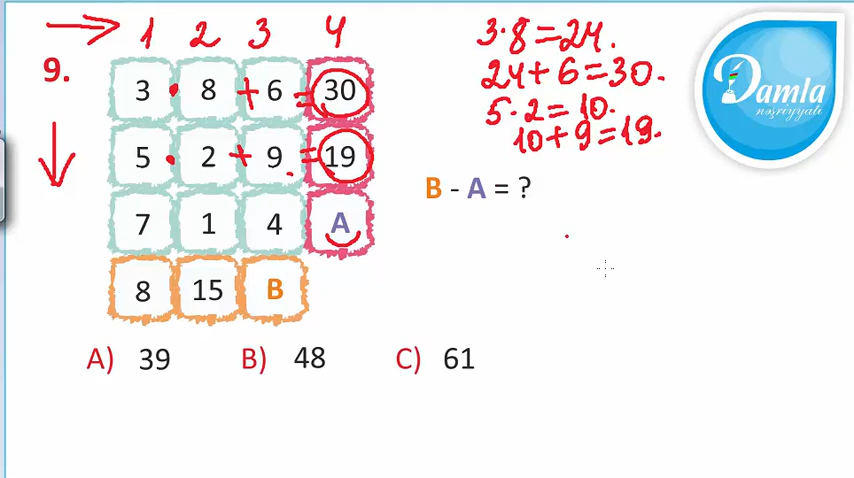 1 2 3 4
9.
3 · 8 + 6 = 30
5 · 2 + 9 = 19
7 1 4 A
8 15 B
3·8=24.
24+6=30.
5·2=10.
10+9=19.
Damla
nəşriyyatı
B - A = ?
A) 39 B) 48 C) 61